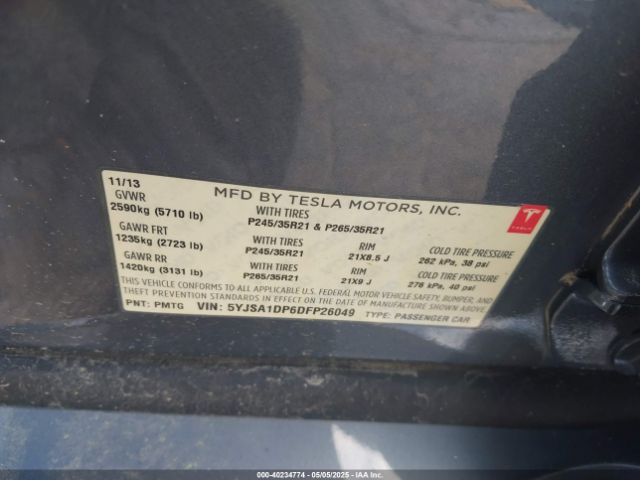 11/13
MFD BY TESLA MOTORS, INC.
GVWR
2590kg (5710 lb)
WITH TIRES
P245/35R21 & P265/35R21
GAWR FRT
1235kg (2723 lb)
WITH TIRES
P245/35R21
RIM
21X8.5 J
COLD TIRE PRESSURE
262 kPa, 38 psi
GAWR RR
1420kg (3131 lb)
WITH TIRES
P265/35R21
RIM
21X9 J
COLD TIRE PRESSURE
276 kPa, 40 psi
THIS VEHICLE CONFORMS TO ALL APPLICABLE U.S. FEDERAL MOTOR VEHICLE SAFETY, BUMPER, AND
THEFT PREVENTION STANDARDS IN EFFECT ON THE DATE OF MANUFACTURE SHOWN ABOVE.
PNT: PMTG VIN: 5YJSA1DP6DFP26049 TYPE: PASSENGER CAR
TESLA
000-40234774 - 05/05/2025 - IAAI.COM